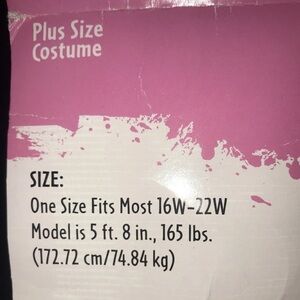 Plus Size
Costume
SIZE:
One Size Fits Most 16W-22W
Model is 5 ft. 8 in., 165 lbs.
(172.72 cm/74.84 kg)